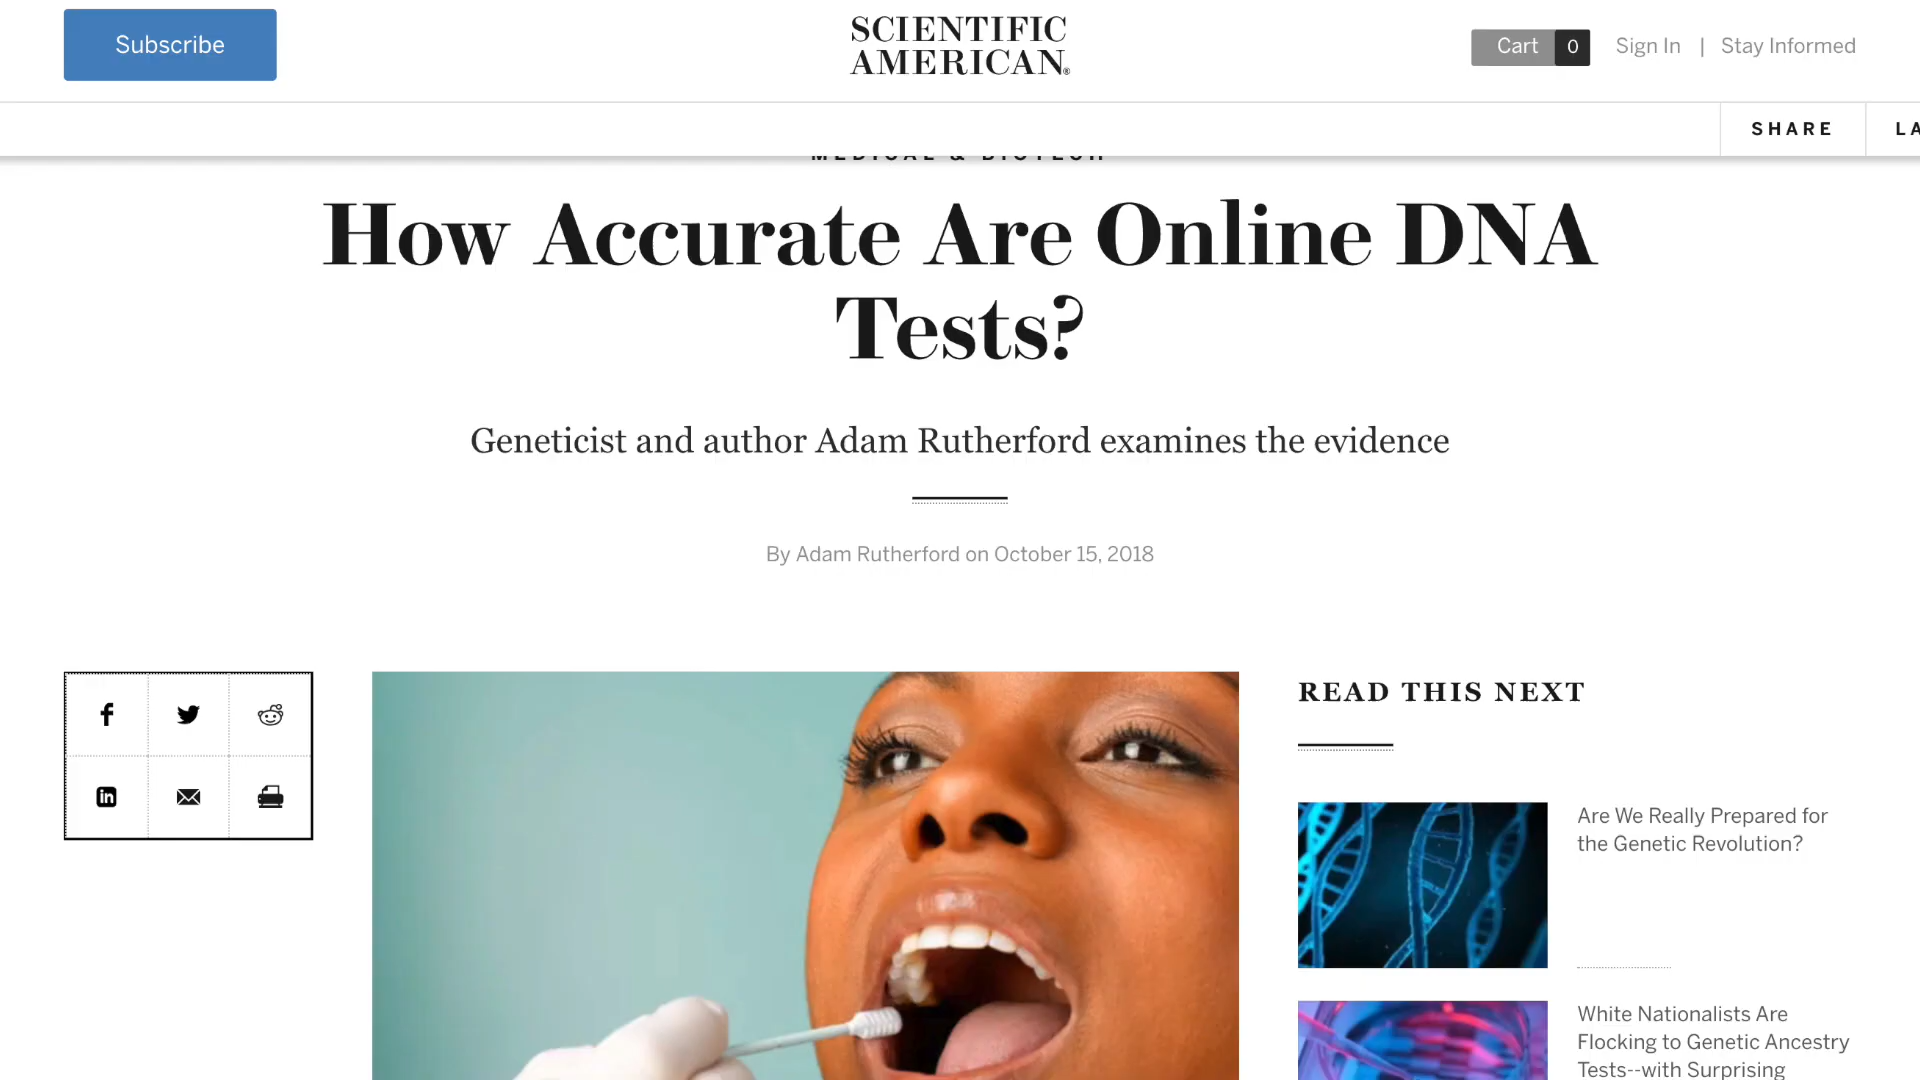 Subscribe
SCIENTIFIC
AMERICAN®
Cart 0
Sign In | Stay Informed
SHARE
LA
MEDICAL & BIOTECH
How Accurate Are Online DNA
Tests?
Geneticist and author Adam Rutherford examines the evidence
By Adam Rutherford on October 15, 2018
READ THIS NEXT
Are We Really Prepared for
the Genetic Revolution?
White Nationalists Are
Flocking to Genetic Ancestry
Tests--with Surprising